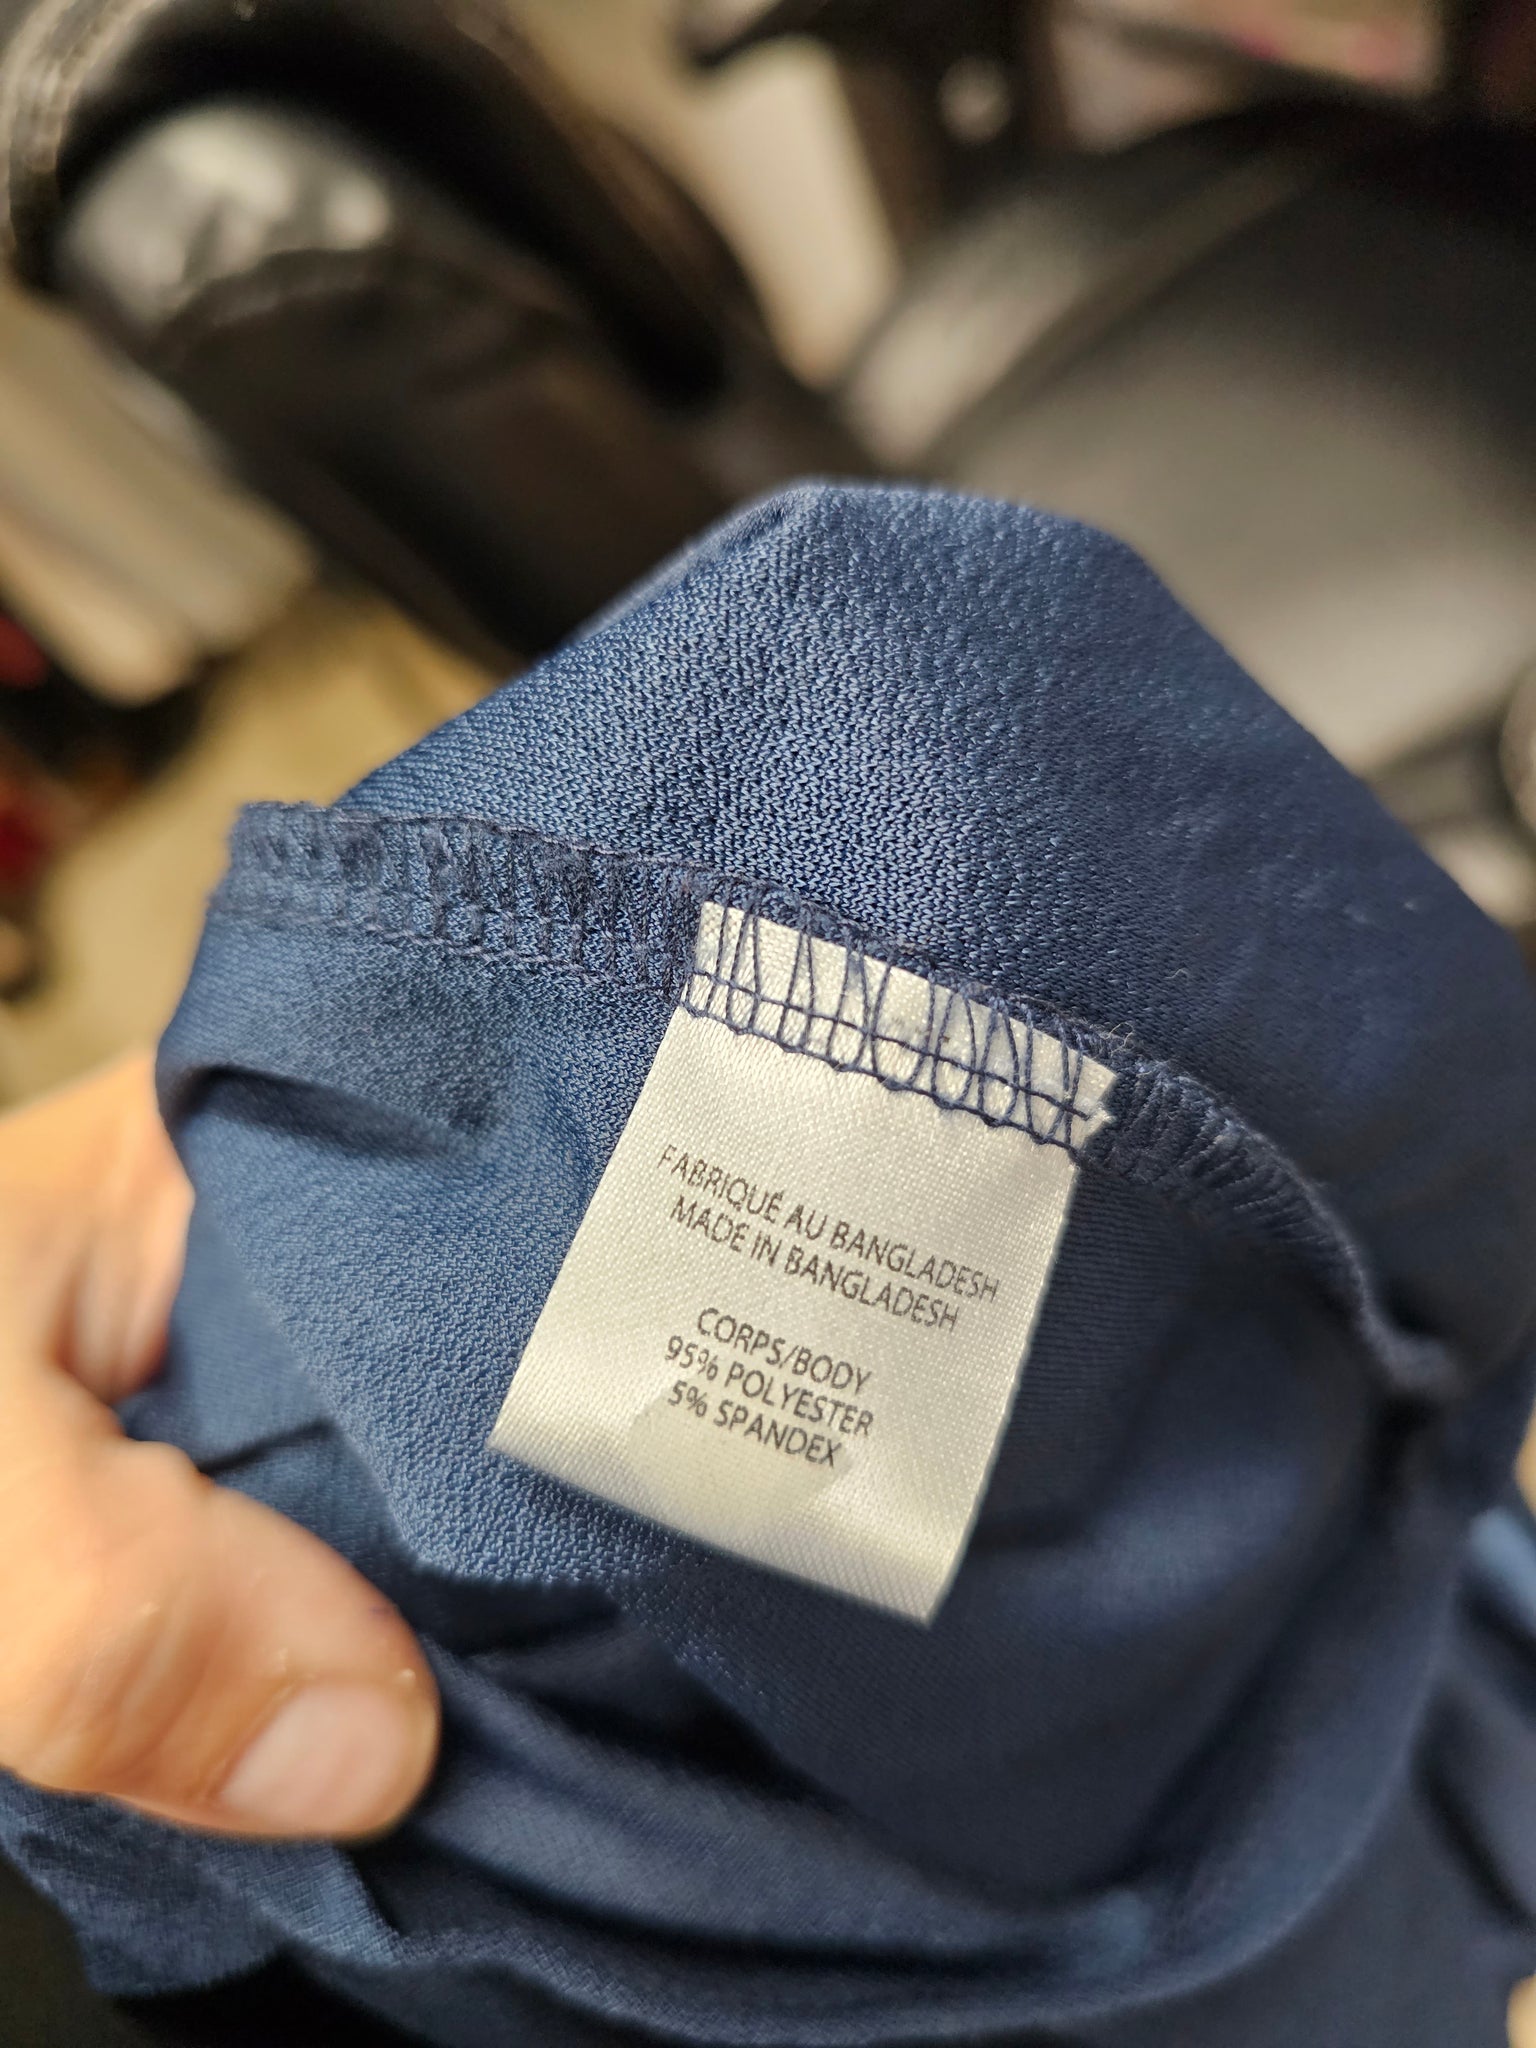 FABRIQUÉ AU BANGLADESH
MADE IN BANGLADESH
CORPS/BODY
95% POLYESTER
5% SPANDEX